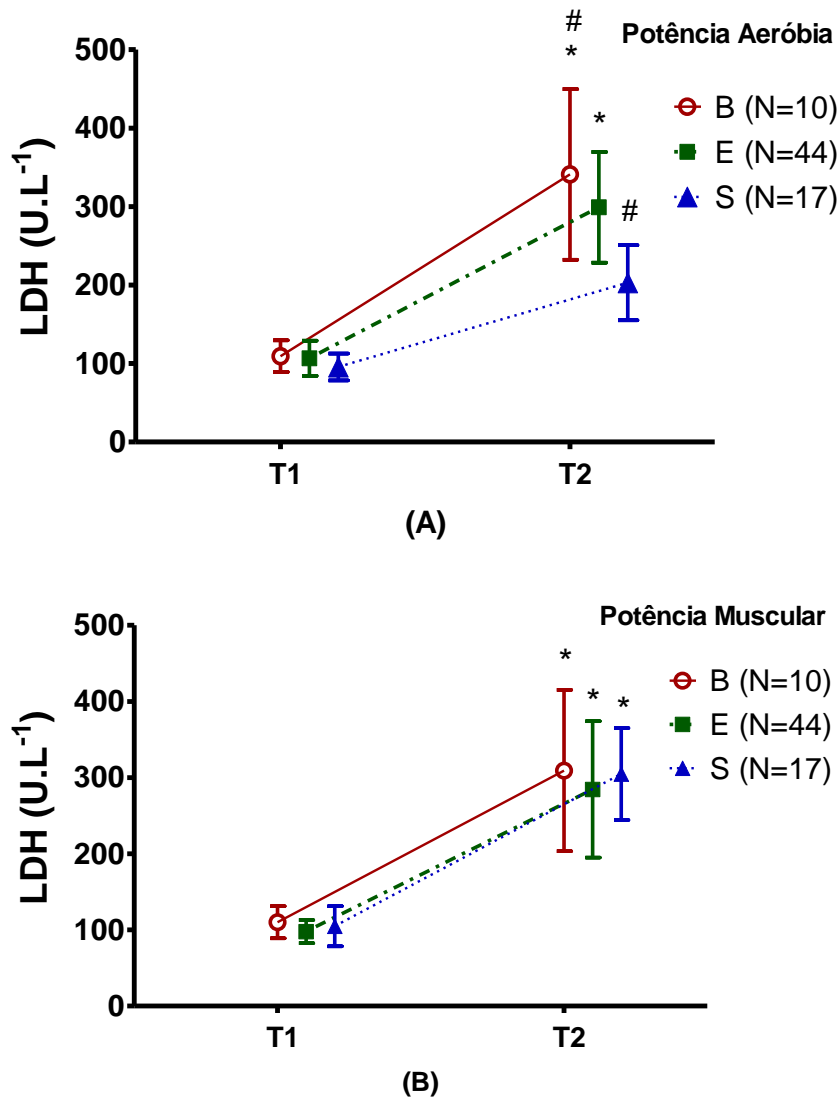 Potência Aeróbia
B (N=10)
E (N=44)
S (N=17)
#
*
*
#
500
400
300
200
100
0
LDH (U.L⁻¹)
T1 T2
(A)
Potência Muscular
B (N=10)
E (N=44)
S (N=17)
* * *
500
400
300
200
100
0
LDH (U.L⁻¹)
T1 T2
(B)